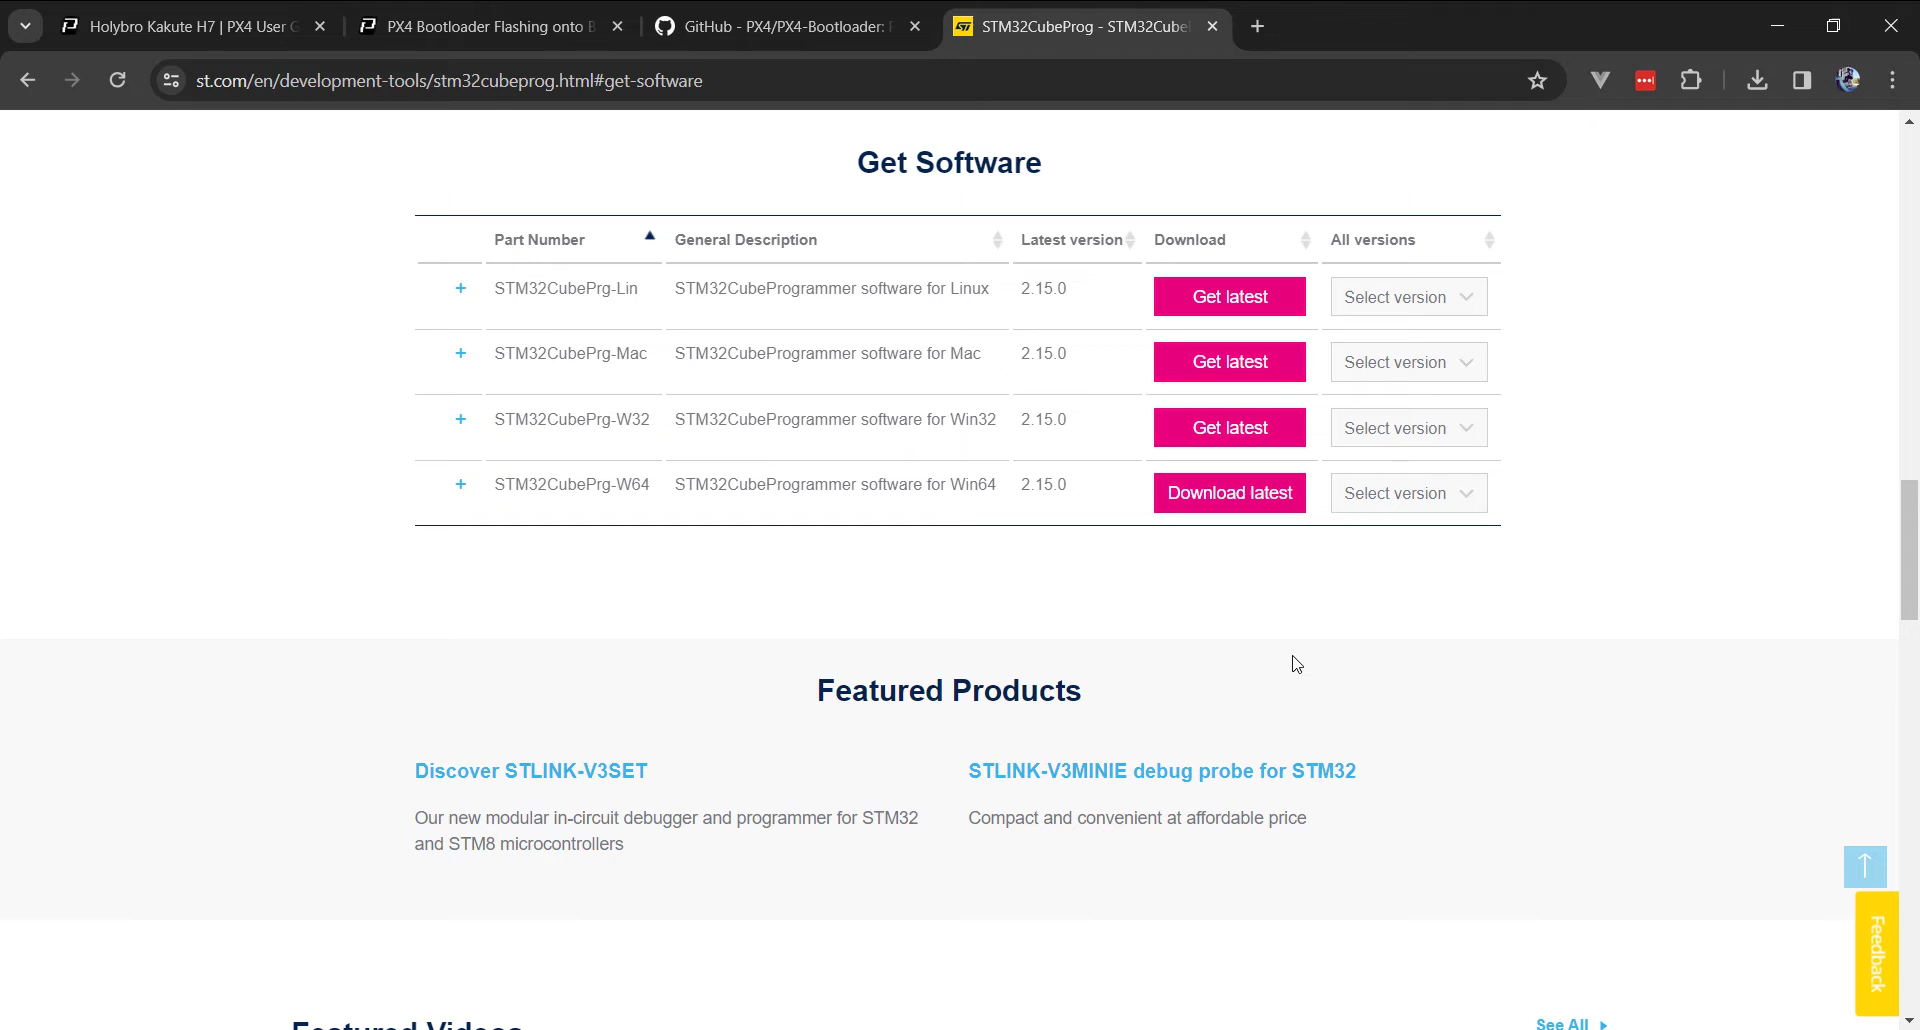 Holybro Kakute H7 | PX4 User G
PX4 Bootloader Flashing onto B
GitHub - PX4/PX4-Bootloader: P
STM32CubeProg - STM32Cube
st.com/en/development-tools/stm32cubeprog.html#get-software
Get Software
Part Number General Description Latest version Download All versions
+ STM32CubePrg-Lin STM32CubeProgrammer software for Linux 2.15.0 Get latest Select version
+ STM32CubePrg-Mac STM32CubeProgrammer software for Mac 2.15.0 Get latest Select version
+ STM32CubePrg-W32 STM32CubeProgrammer software for Win32 2.15.0 Get latest Select version
+ STM32CubePrg-W64 STM32CubeProgrammer software for Win64 2.15.0 Download latest Select version
Featured Products
Discover STLINK-V3SET
Our new modular in-circuit debugger and programmer for STM32
and STM8 microcontrollers
STLINK-V3MINIE debug probe for STM32
Compact and convenient at affordable price
Feedback
Featured Videos
See All